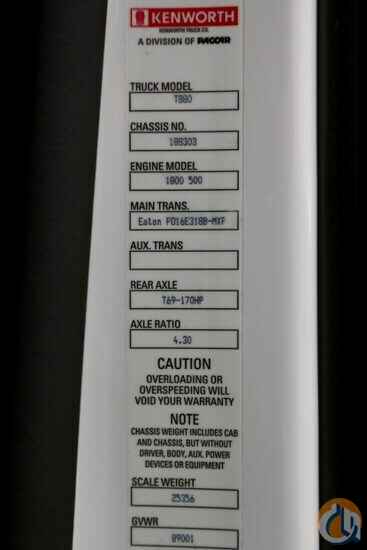 KENWORTH
KENWORTH TRUCK CO.
A DIVISION OF PACCAR
TRUCK MODEL
T880
CHASSIS NO.
188303
ENGINE MODEL
1800 500
MAIN TRANS.
Eaton FO16E318B-MXP
AUX. TRANS
REAR AXLE
T69-170HP
AXLE RATIO
4.30
CAUTION
OVERLOADING OR
OVERSPEEDING WILL
VOID YOUR WARRANTY
NOTE
CHASSIS WEIGHT INCLUDES CAB
AND CHASSIS, BUT WITHOUT
DRIVER, BODY, AUX. POWER
DEVICES OR EQUIPMENT
SCALE WEIGHT
25356
GVWR
89001